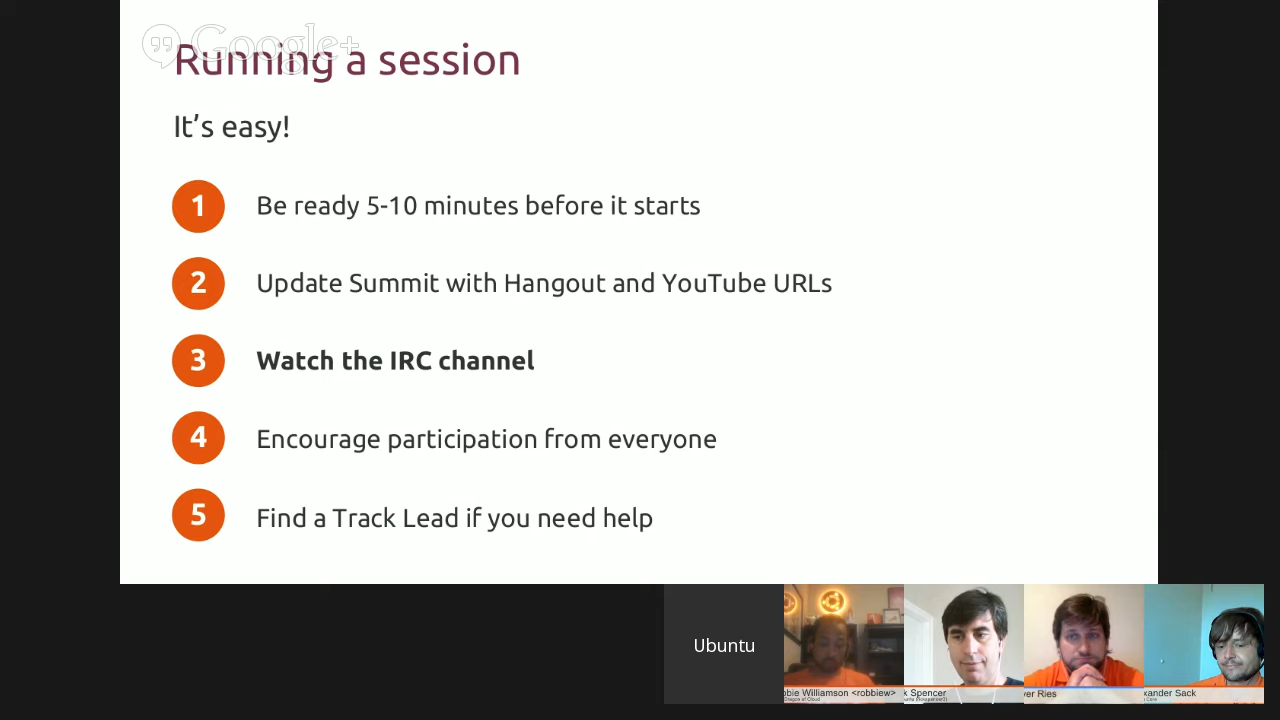 Google+
Running a session
It's easy!
1 Be ready 5-10 minutes before it starts
2 Update Summit with Hangout and YouTube URLs
3 Watch the IRC channel
4 Encourage participation from everyone
5 Find a Track Lead if you need help
Ubuntu
bie Williamson <robbiew>
k Spencer
ver Ries
xander Sack